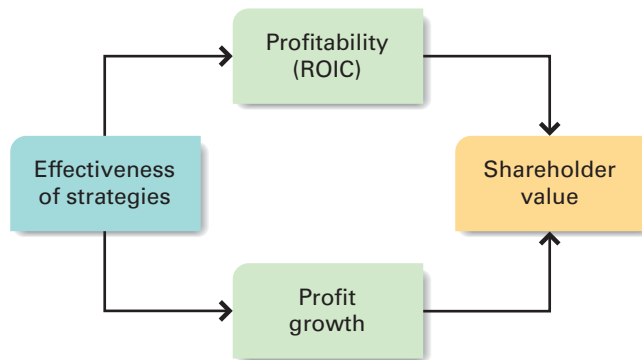 Profitability
(ROIC)
Effectiveness
of strategies
Shareholder
value
Profit
growth